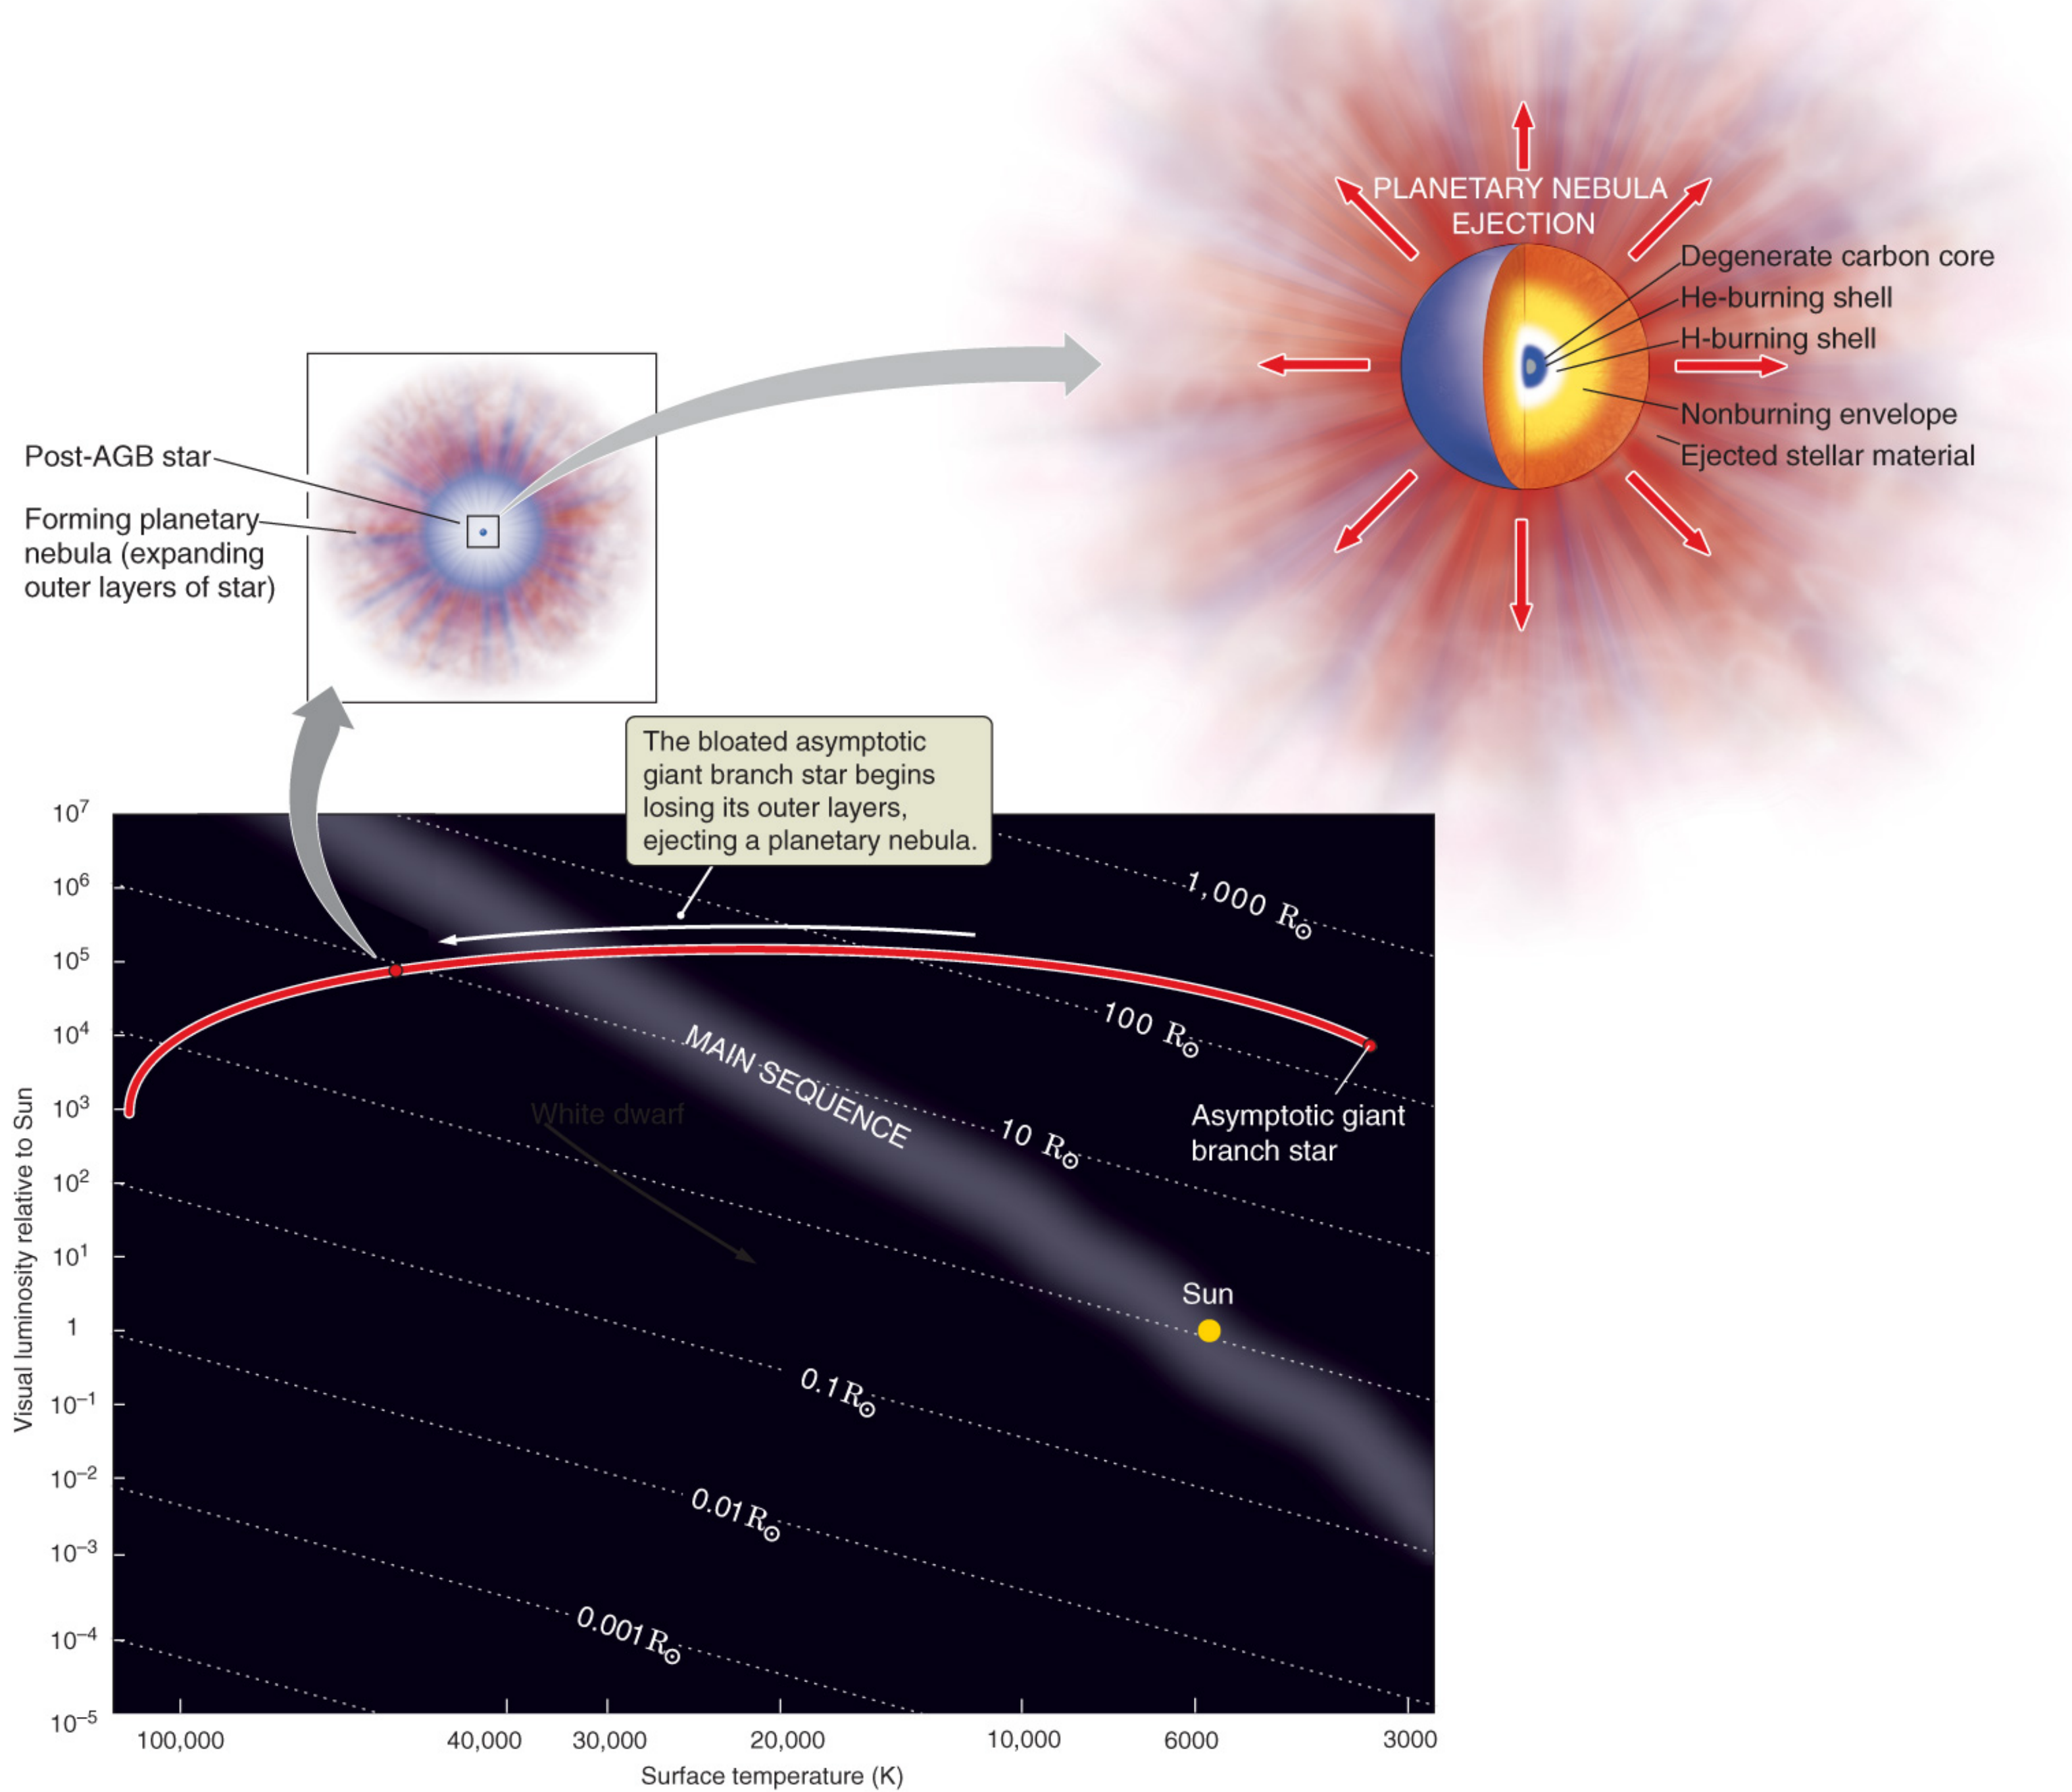 PLANETARY NEBULA
EJECTION
Degenerate carbon core
He-burning shell
H-burning shell
Nonburning envelope
Ejected stellar material
Post-AGB star
Forming planetary
nebula (expanding
outer layers of star)
The bloated asymptotic
giant branch star begins
losing its outer layers,
ejecting a planetary nebula.
10⁷
10⁶
10⁵
10⁴
10³
10²
10¹
1
10⁻¹
10⁻²
10⁻³
10⁻⁴
10⁻⁵
Visual luminosity relative to Sun
1,000 R⊙
100 R⊙
10 R⊙
0.1 R⊙
0.01 R⊙
0.001 R⊙
MAIN SEQUENCE
White dwarf
Asymptotic giant
branch star
Sun
100,000
40,000
30,000
20,000
10,000
6000
3000
Surface temperature (K)